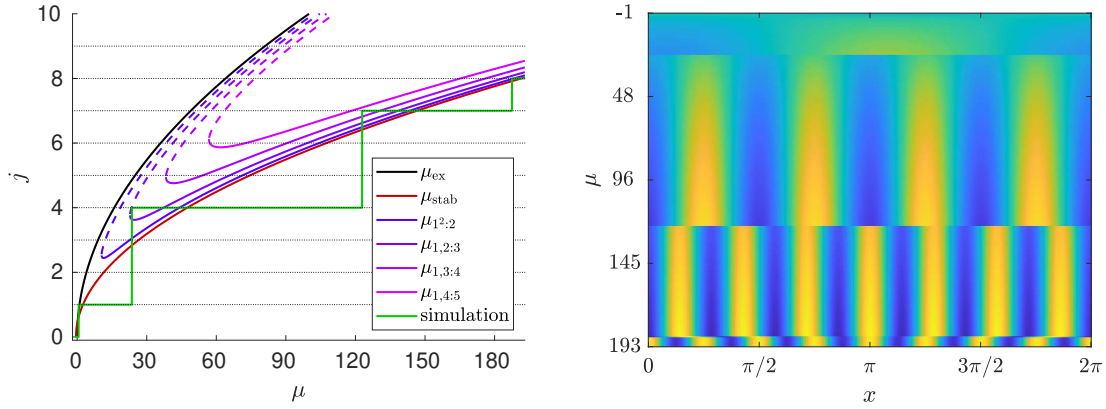 10
8
6
4
2
0
j
0 30 60 90 120 150 180
μ
μ_ex
μ_stab
μ_{1²:2}
μ_{1,2:3}
μ_{1,3:4}
μ_{1,4:5}
simulation
-1
48
96
145
193
μ
0 π/2 π 3π/2 2π
x